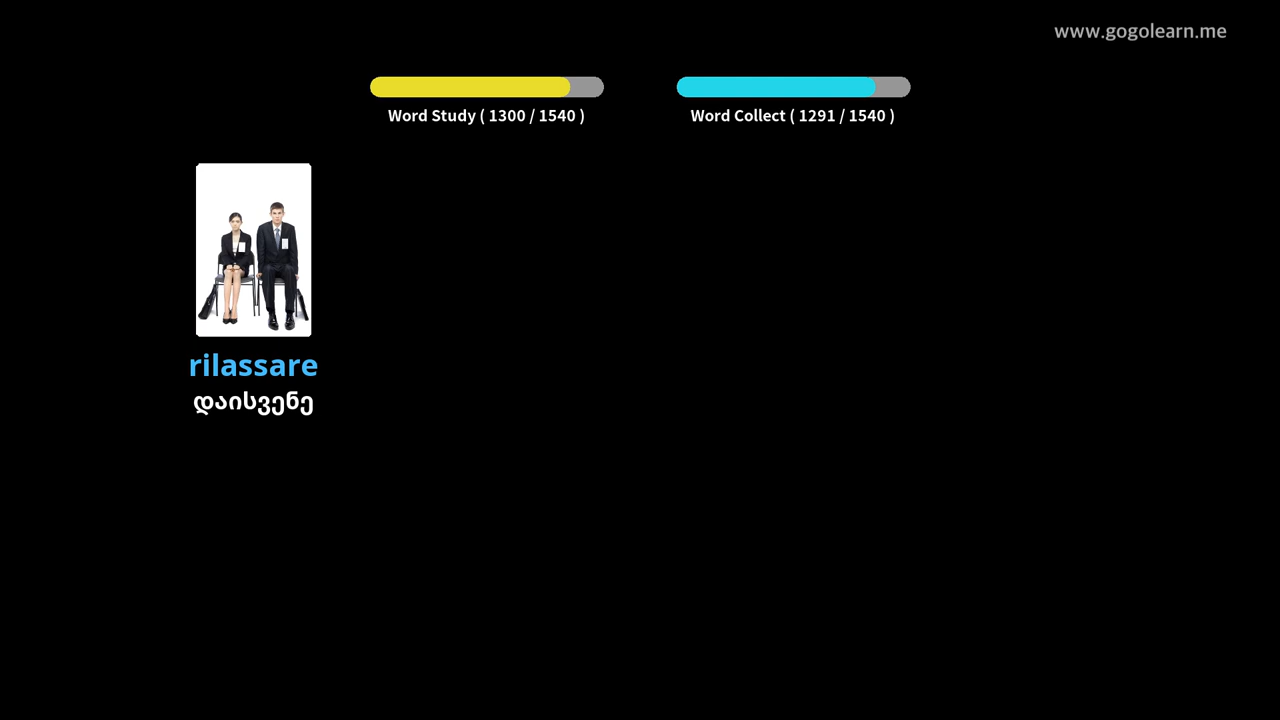 www.gogolearn.me
Word Study ( 1300 / 1540 )
Word Collect ( 1291 / 1540 )
rilassare
დაისვენე